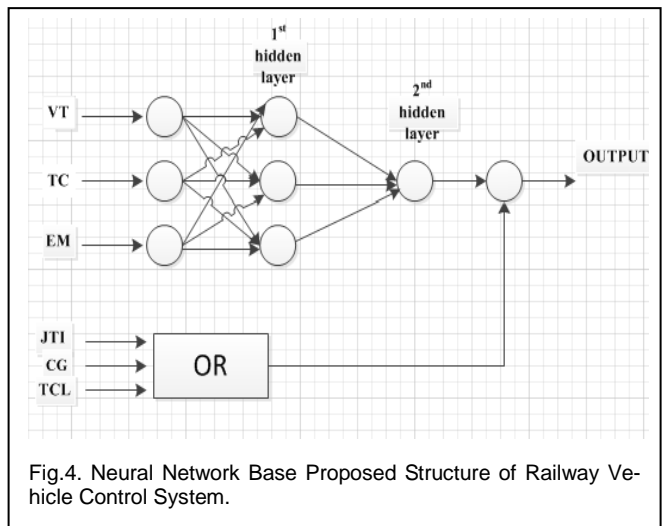 1st
hidden
layer
2nd
hidden
layer
VT
TC
EM
OUTPUT
JTI
CG
TCL
OR
Fig.4. Neural Network Base Proposed Structure of Railway Ve-
hicle Control System.